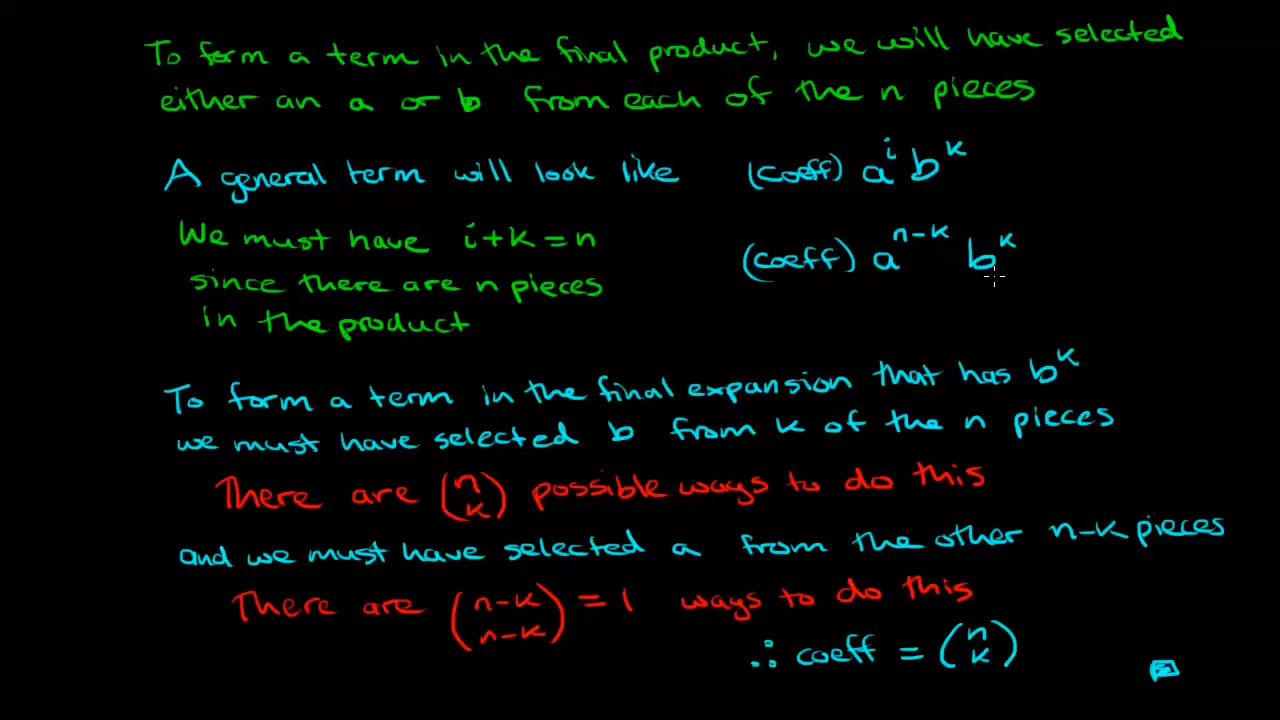 To form a term in the final product, we will have selected
either an a or b from each of the n pieces
A general term will look like (coeff) a^i b^k
We must have i+k=n (coeff) a^{n-k} b^k
since there are n pieces
in the product
To form a term in the final expansion that has b^k
we must have selected b from k of the n pieces
There are (n k) possible ways to do this
and we must have selected a from the other n-k pieces
There are (n-k n-k) = 1 ways to do this
∴ coeff = (n k)